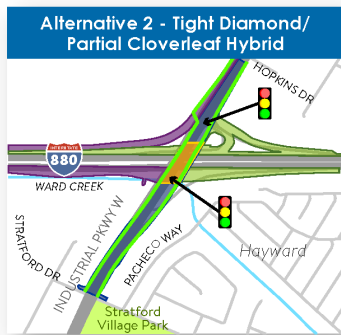 Alternative 2 - Tight Diamond/
Partial Cloverleaf Hybrid
HOPKINS DR
INTERSTATE
880
WARD CREEK
INDUSTRIAL PKWY W
PACHECO WAY
STRATFORD DR
Hayward
Stratford
Village Park